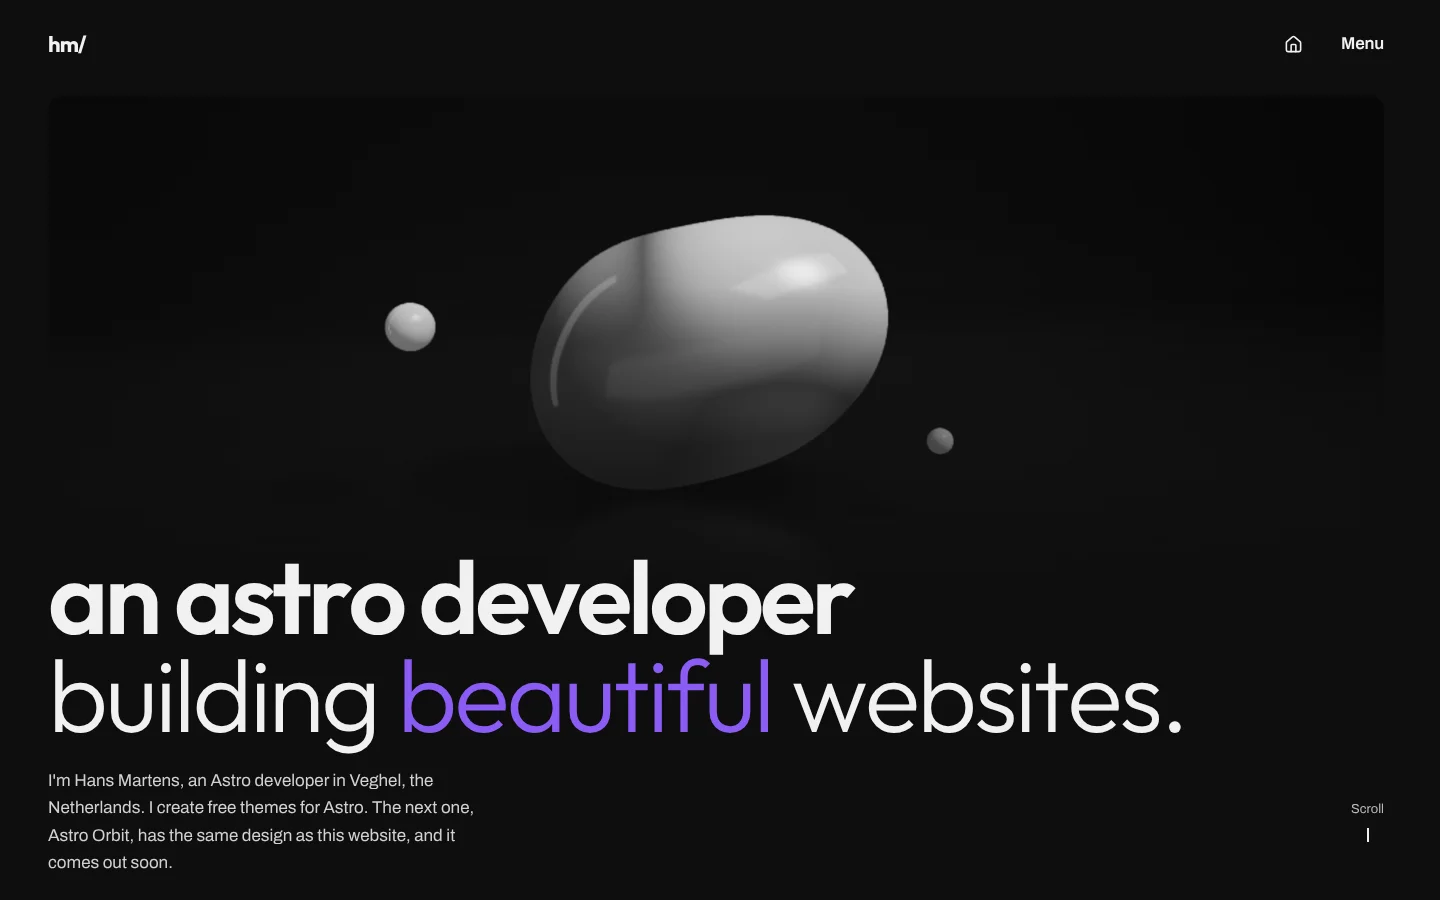 hm/
Menu
an astro developer
building beautiful websites.
I'm Hans Martens, an Astro developer in Veghel, the
Netherlands. I create free themes for Astro. The next one,
Astro Orbit, has the same design as this website, and it
comes out soon.
Scroll